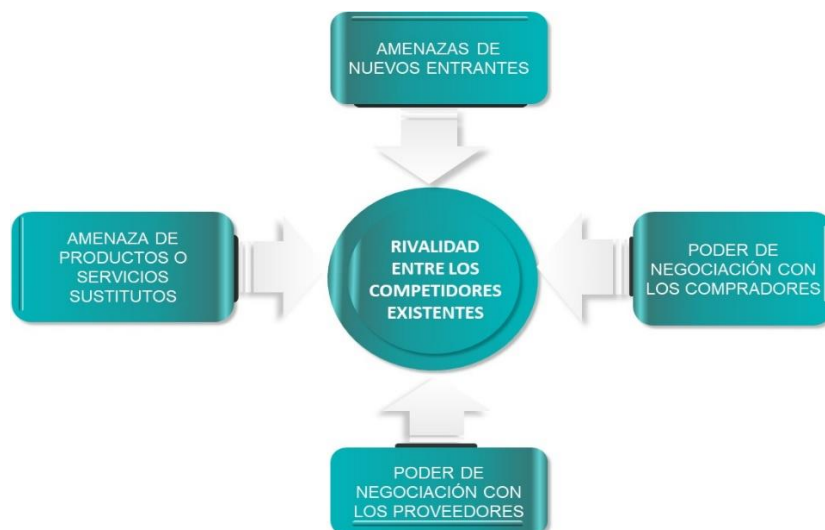 AMENAZAS DE
NUEVOS ENTRANTES
AMENAZA DE
PRODUCTOS O
SERVICIOS
SUSTITUTOS
RIVALIDAD
ENTRE LOS
COMPETIDORES
EXISTENTES
PODER DE
NEGOCIACIÓN CON
LOS COMPRADORES
PODER DE
NEGOCIACIÓN CON
LOS PROVEEDORES